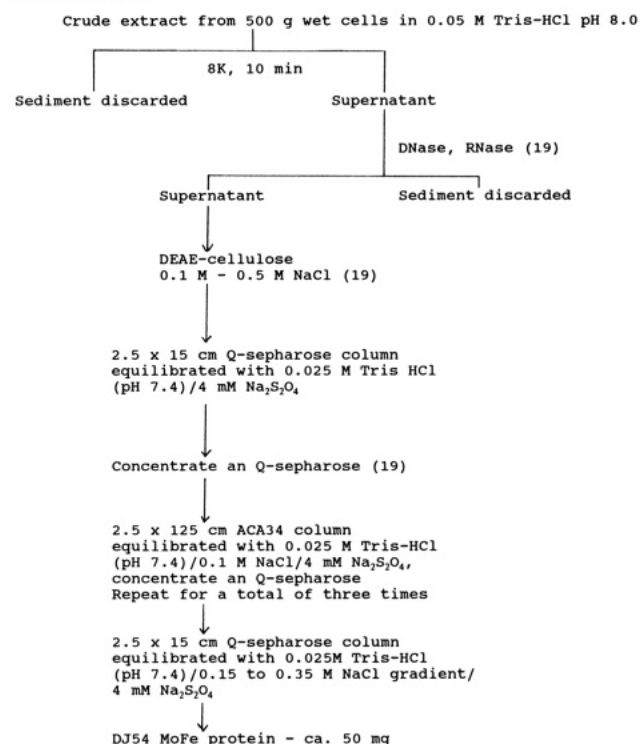 Crude extract from 500 g wet cells in 0.05 M Tris-HCl pH 8.0
8K, 10 min
Sediment discarded
Supernatant
DNase, RNase (19)
Supernatant
Sediment discarded
DEAE-cellulose
0.1 M - 0.5 M NaCl (19)
2.5 x 15 cm Q-sepharose column
equilibrated with 0.025 M Tris HCl
(pH 7.4)/4 mM Na₂S₂O₄
Concentrate an Q-sepharose (19)
2.5 x 125 cm ACA34 column
equilibrated with 0.025 M Tris-HCl
(pH 7.4)/0.1 M NaCl/4 mM Na₂S₂O₄,
concentrate an Q-sepharose
Repeat for a total of three times
2.5 x 15 cm Q-sepharose column
equilibrated with 0.025M Tris-HCl
(pH 7.4)/0.15 to 0.35 M NaCl gradient/
4 mM Na₂S₂O₄
DJ54 MoFe protein - ca. 50 mg